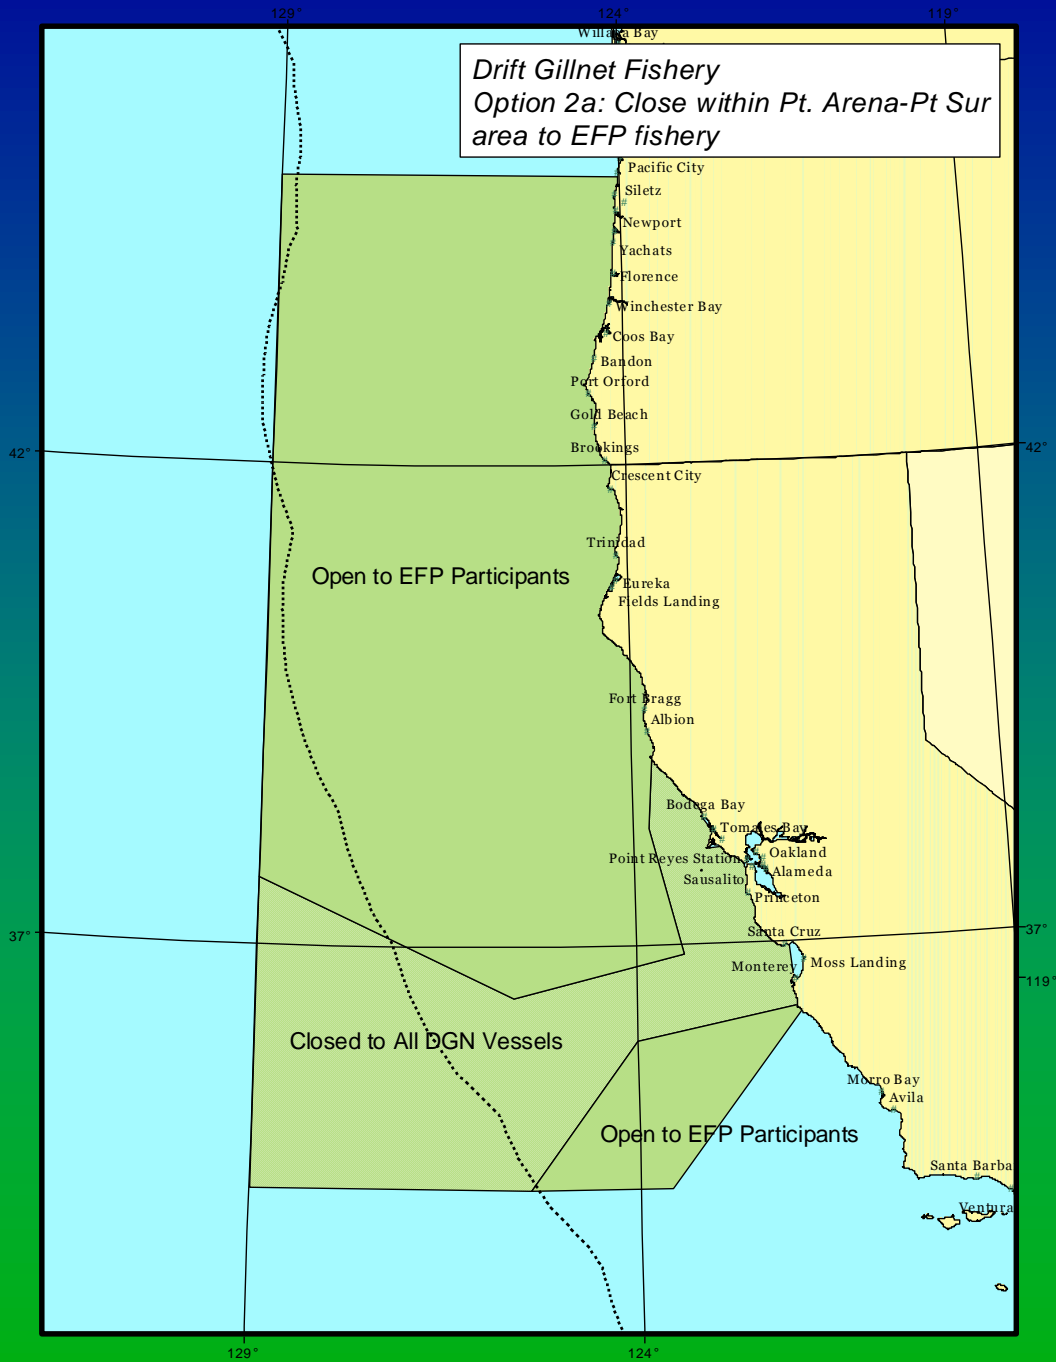 129°
124°
119°
Willapa Bay
Drift Gillnet Fishery
Option 2a: Close within Pt. Arena-Pt Sur
area to EFP fishery
Pacific City
Siletz
Newport
Yachats
Florence
Winchester Bay
Coos Bay
Bandon
Port Orford
Gold Beach
42°
Brookings
42°
Crescent City
Trinidad
Open to EFP Participants
Eureka
Fields Landing
Fort Bragg
Albion
Bodega Bay
Tomales Bay
Point Reyes Station
Oakland
Alameda
Sausalito
Princeton
37°
Santa Cruz
37°
Monterey
Moss Landing
119°
Closed to All DGN Vessels
Morro Bay
Avila
Open to EFP Participants
Santa Barba
Ventura
129°
124°